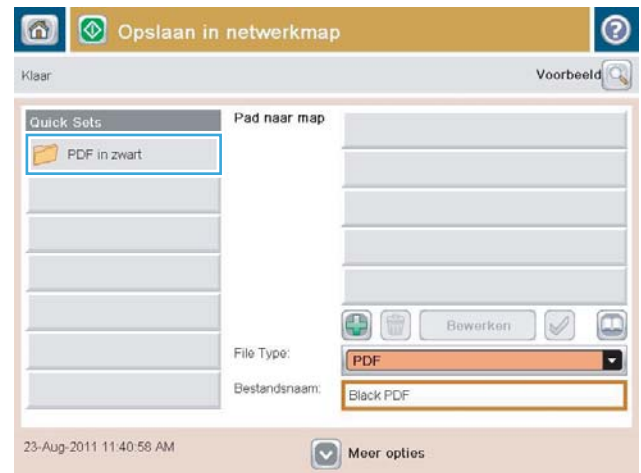 Opslaan in netwerkmap
Klaar
Voorbeeld
Quick Sets
Pad naar map
PDF in zwart
Bewerken
File Type:
PDF
Bestandsnaam:
Black PDF
23-Aug-2011 11:40:58 AM
Meer opties